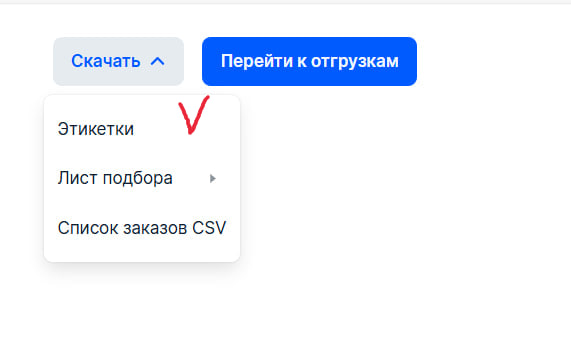 Скачать
Перейти к отгрузкам
Этикетки
Лист подбора
Список заказов CSV